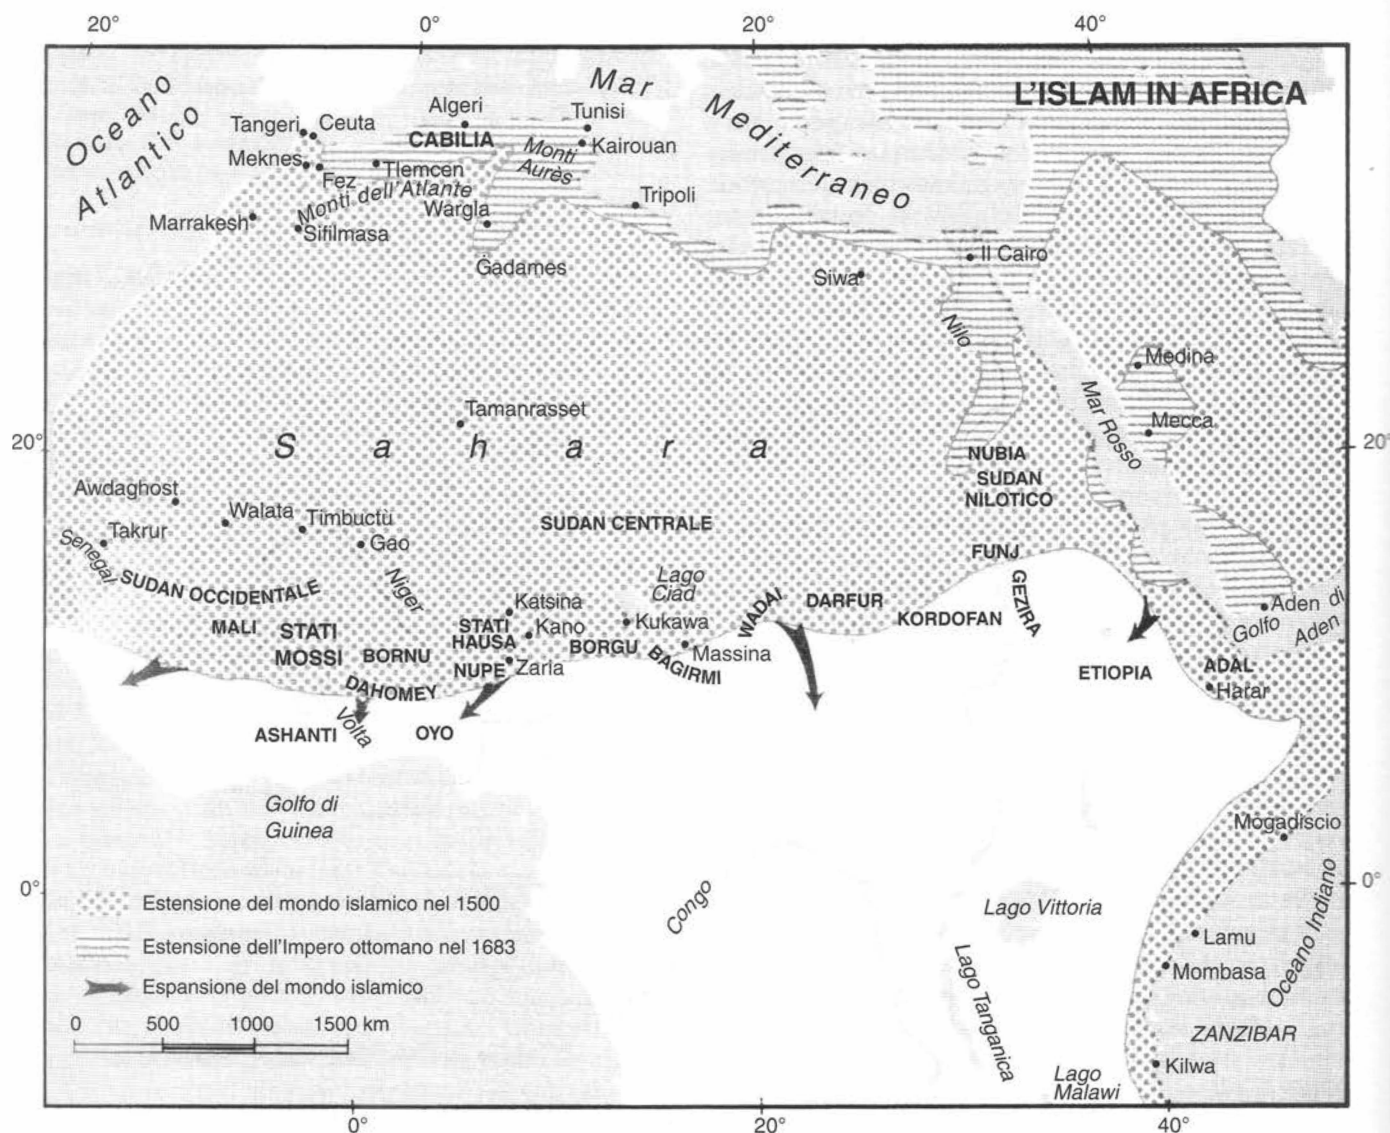 20° 0° 20° 40°
L'ISLAM IN AFRICA
Oceano
Atlantico
Mar
Mediterraneo
Algeri
Tunisi
Tangeri
Ceuta
CABILIA
Kairouan
Monti
Aurès
Meknes
Fez
Tlemcen
Monti dell'Atlante
Wargla
Tripoli
Marrakesh
Sifilmasa
Ġadames
Siwa
Il Cairo
Nilo
Medina
Mecca
Mar Rosso
Tamanrasset
20°
Sahara
20°
NUBIA
SUDAN
NILOTICO
Awdaghost
Walata
Timbuctù
Takrur
Gao
Senegal
SUDAN CENTRALE
FUNJ
GEZIRA
SUDAN OCCIDENTALE
Niger
Lago
Ciad
Katsina
WADAI
DARFUR
KORDOFAN
Aden
Golfo di
Aden
MALI
STATI
MOSSI
BORNU
STATI
HAUSA
Kano
Kukawa
BORGU
Massina
BAGIRMI
NUPE
Zaria
ETIOPIA
ADAL
Harar
DAHOMEY
Volta
ASHANTI
OYO
Golfo di
Guinea
Mogadiscio
0°
0°
Congo
Lago Vittoria
Lamu
Mombasa
Oceano Indiano
Lago Tanganica
ZANZIBAR
Lago
Malawi
Kilwa
Estensione del mondo islamico nel 1500
Estensione dell'Impero ottomano nel 1683
Espansione del mondo islamico
0 500 1000 1500 km
0° 20° 40°